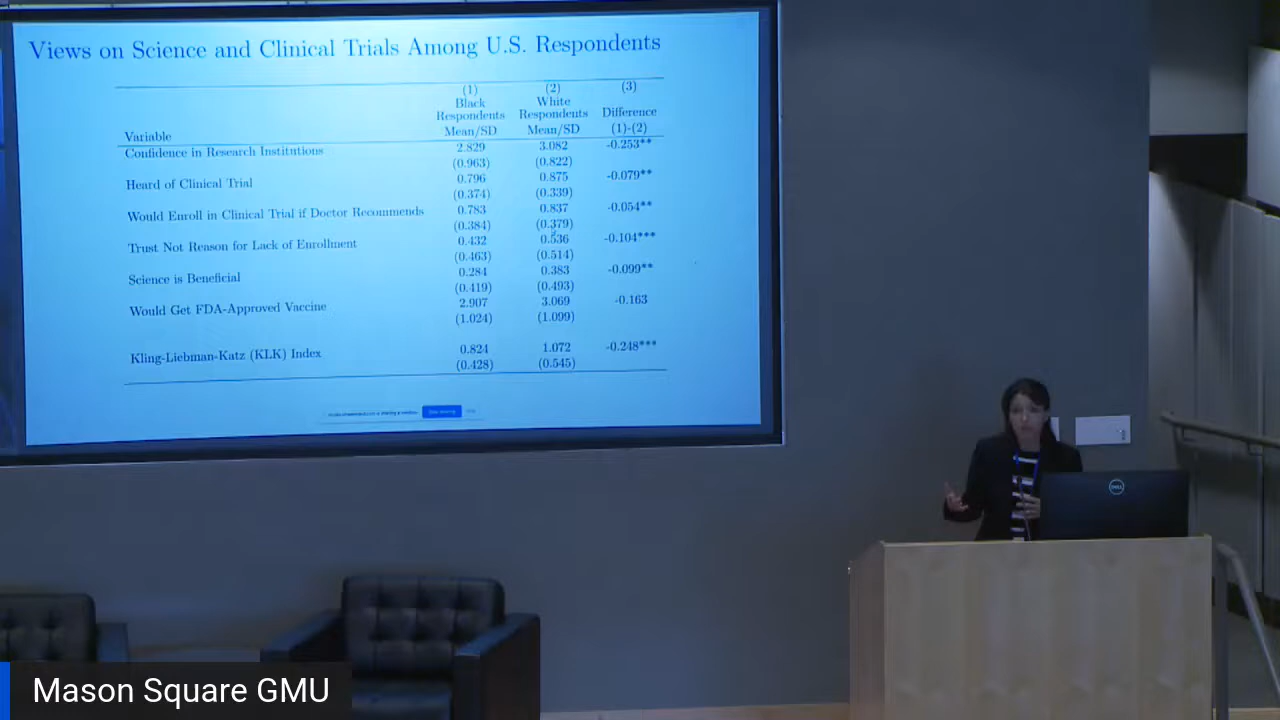 Views on Science and Clinical Trials Among U.S. Respondents
(1) (2) (3)
Black White
Respondents Respondents Difference
Variable Mean/SD Mean/SD (1)-(2)
Confidence in Research Institutions 2.829 3.082 -0.253**
(0.963) (0.822)
Heard of Clinical Trial 0.796 0.875 -0.079**
(0.374) (0.339)
Would Enroll in Clinical Trial if Doctor Recommends 0.783 0.837 -0.054**
(0.384) (0.379)
Trust Not Reason for Lack of Enrollment 0.432 0.536 -0.104***
(0.463) (0.514)
Science is Beneficial 0.284 0.383 -0.099**
(0.419) (0.493)
Would Get FDA-Approved Vaccine 2.907 3.069 -0.163
(1.024) (1.099)
Kling-Liebman-Katz (KLK) Index 0.824 1.072 -0.248***
(0.428) (0.545)
DELL
Mason Square GMU